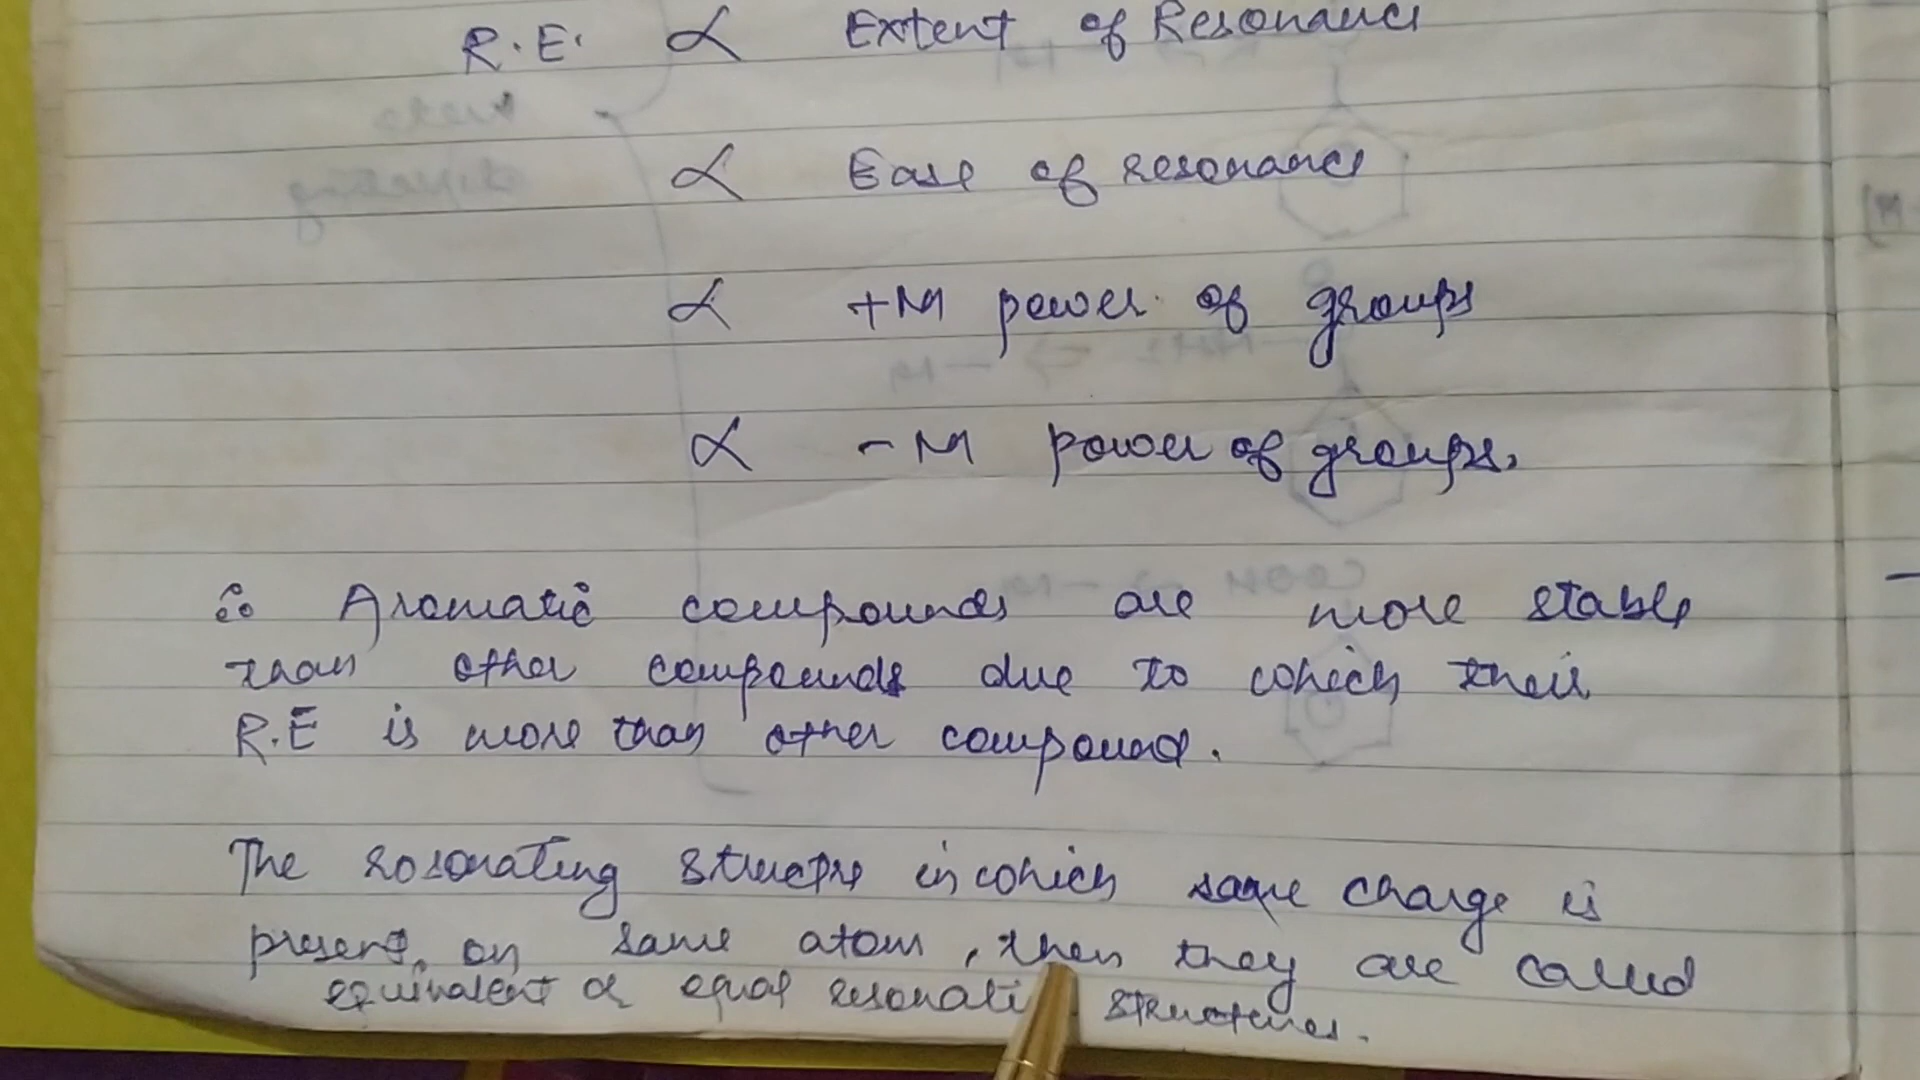 R.E. ∝ Extent of Resonance
∝ Ease of resonance
∝ +M power of groups
∝ -M power of groups.
∴ Aromatic compounds are more stable
than other compounds due to which their
R.E is more than other compound.
The resonating structrs in which same charge is
present on same atom, then they are called
equivalent or equal resonati structures.